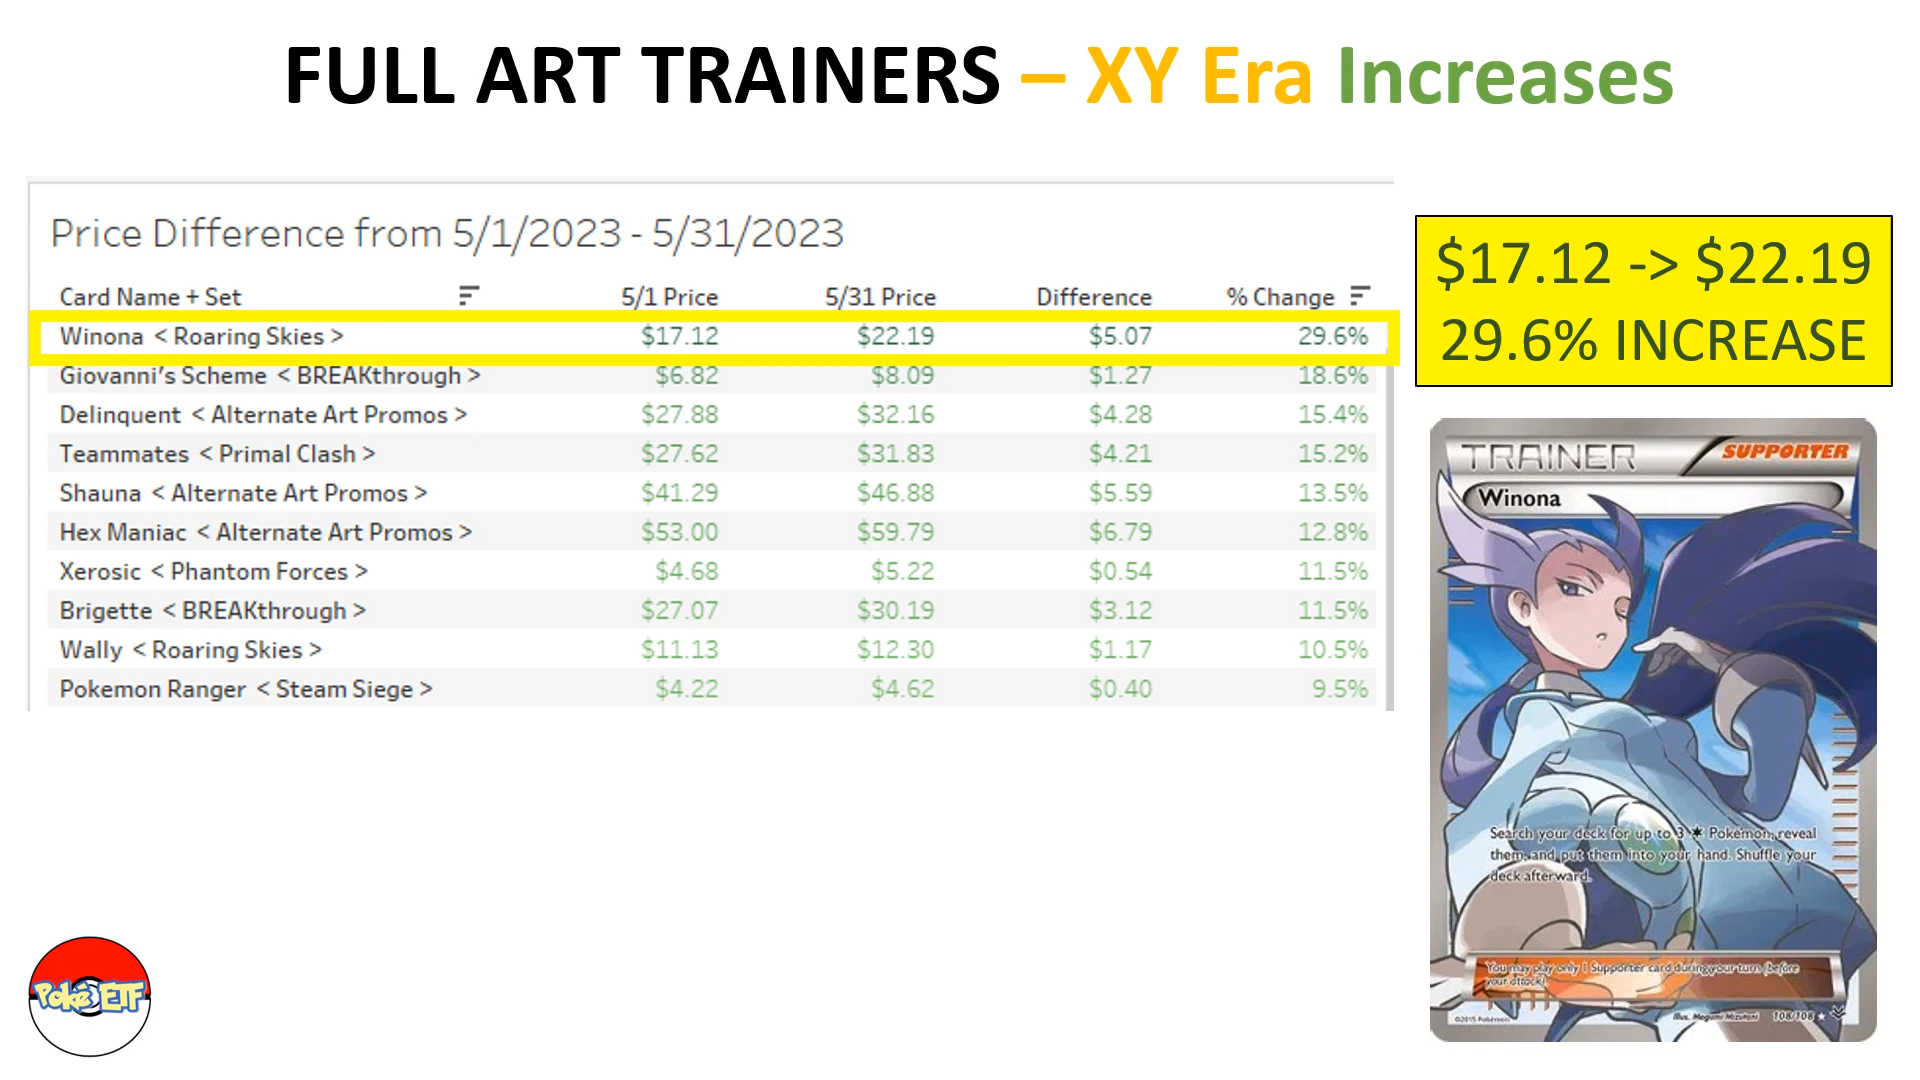 FULL ART TRAINERS – XY Era Increases
Price Difference from 5/1/2023 - 5/31/2023
Card Name + Set 5/1 Price 5/31 Price Difference % Change
Winona < Roaring Skies > $17.12 $22.19 $5.07 29.6%
Giovanni’s Scheme < BREAKthrough > $6.82 $8.09 $1.27 18.6%
Delinquent < Alternate Art Promos > $27.88 $32.16 $4.28 15.4%
Teammates < Primal Clash > $27.62 $31.83 $4.21 15.2%
Shauna < Alternate Art Promos > $41.29 $46.88 $5.59 13.5%
Hex Maniac < Alternate Art Promos > $53.00 $59.79 $6.79 12.8%
Xerosic < Phantom Forces > $4.68 $5.22 $0.54 11.5%
Brigette < BREAKthrough > $27.07 $30.19 $3.12 11.5%
Wally < Roaring Skies > $11.13 $12.30 $1.17 10.5%
Pokemon Ranger < Steam Siege > $4.22 $4.62 $0.40 9.5%
$17.12 -> $22.19
29.6% INCREASE
TRAINER SUPPORTER
Winona
Search your deck for up to 3 Pokémon, reveal
them, and put them into your hand. Shuffle your
deck afterward.
You may play only 1 Supporter card during your turn (before
your attack).
©2015 Pokémon Illus. Megumi Mizutani 108/108
Poké ETF